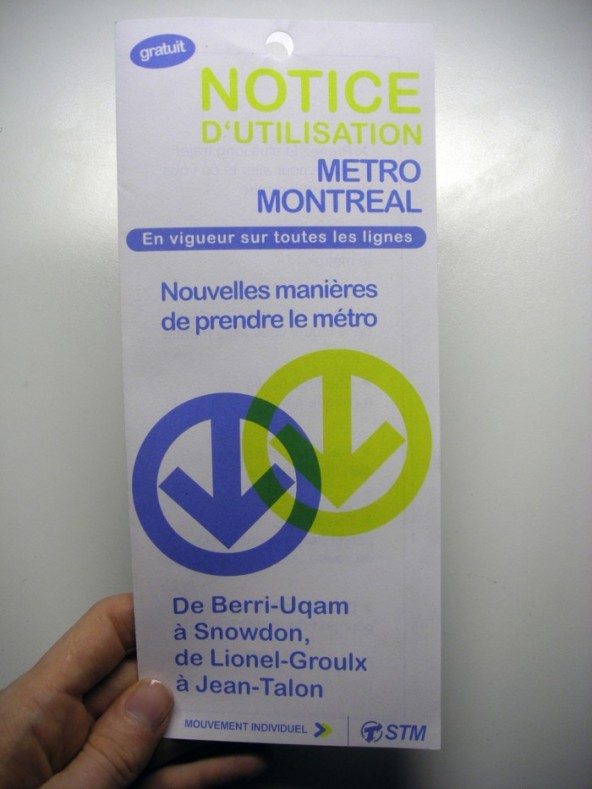 gratuit
NOTICE
D'UTILISATION
METRO
MONTREAL
En vigueur sur toutes les lignes
Nouvelles manières
de prendre le métro
De Berri-Uqam
à Snowdon,
de Lionel-Groulx
à Jean-Talon
MOUVEMENT INDIVIDUEL
STM